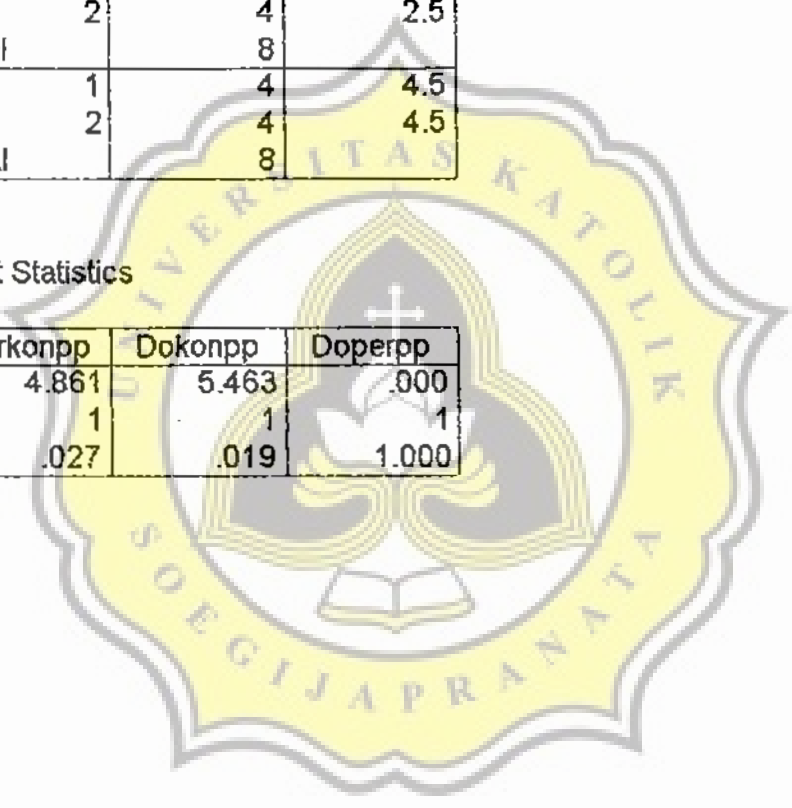 2 4 2.5
8
1 4 4.5
2 4 4.5
8
t Statistics
rkonpp Dokonpp Doperpp
4.861 5.463 .000
1 1 1
.027 .019 1.000
UNIVERSITAS KATOLIK
SOEGIJAPRANATA